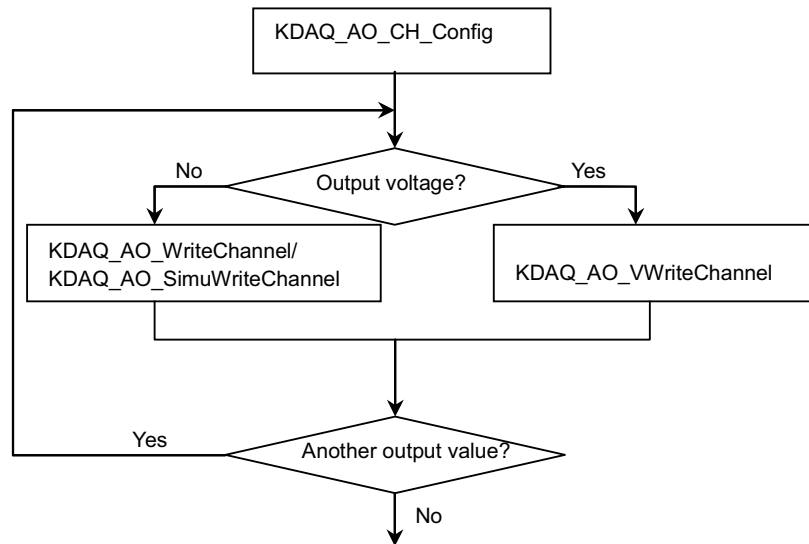 KDAQ_AO_CH_Config
No
Output voltage?
Yes
KDAQ_AO_WriteChannel/
KDAQ_AO_SimuWriteChannel
KDAQ_AO_VWriteChannel
Yes
Another output value?
No